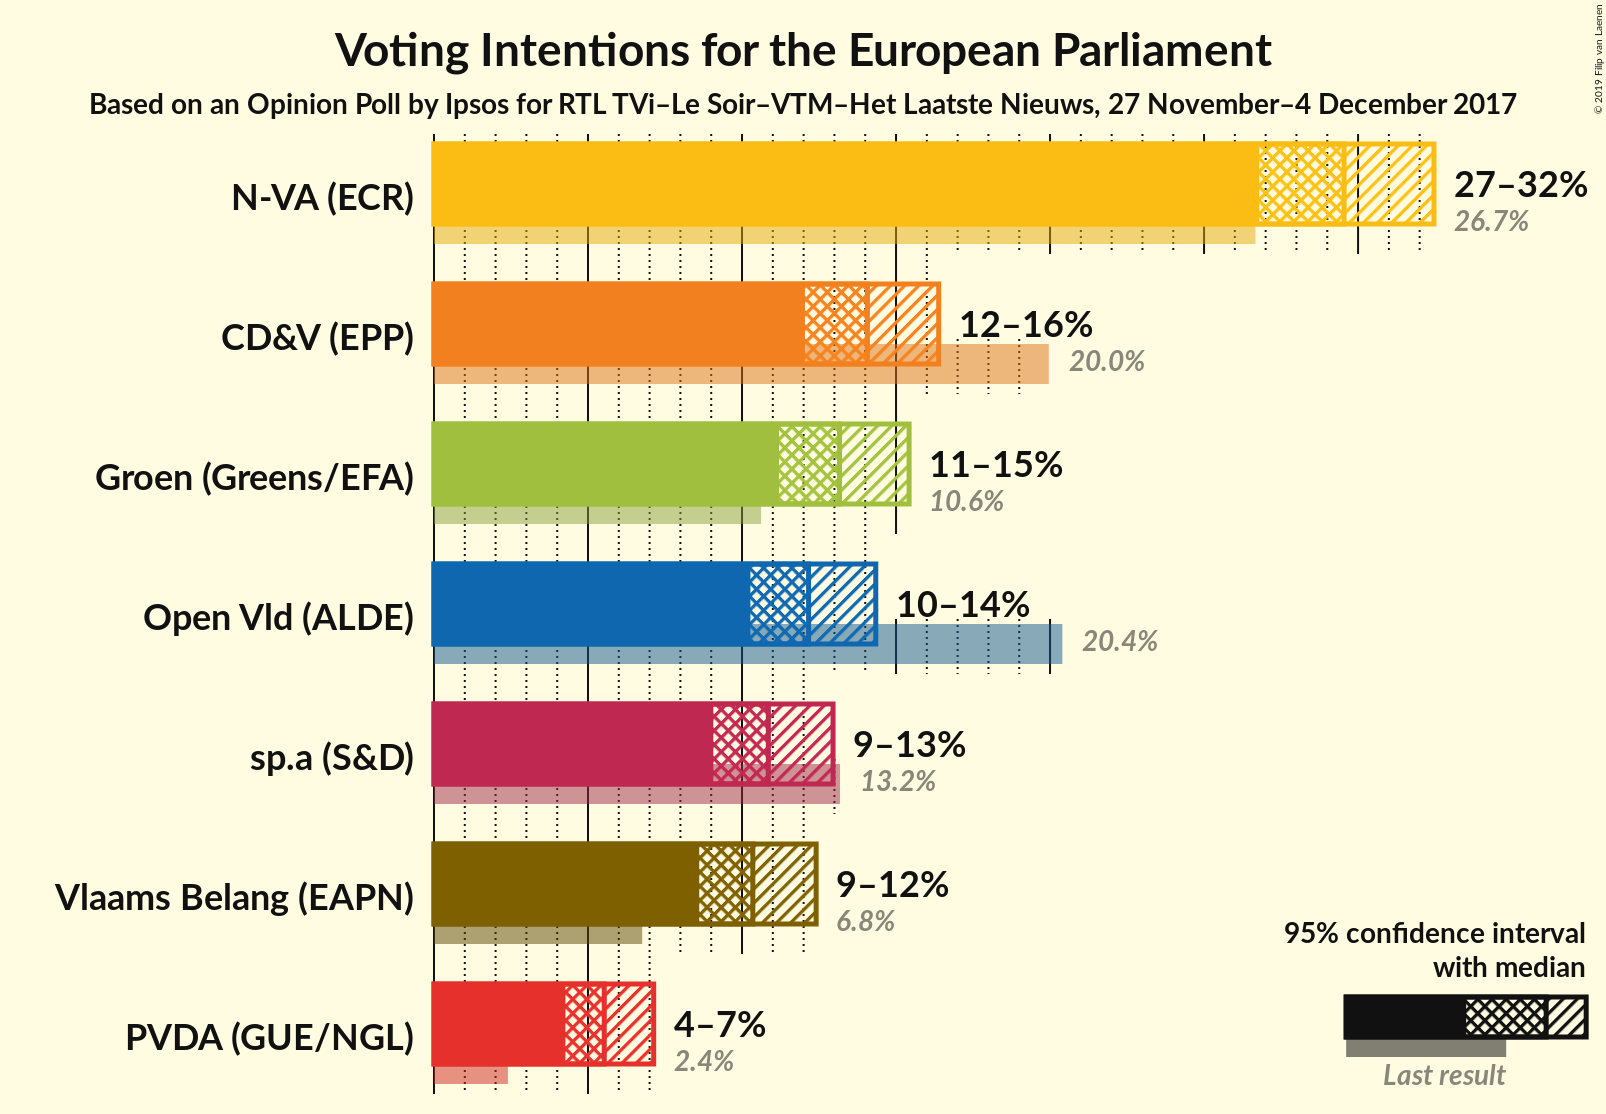 Voting Intentions for the European Parliament
Based on an Opinion Poll by Ipsos for RTL TVi–Le Soir–VTM–Het Laatste Nieuws, 27 November–4 December 2017
© 2019 Filip van Laenen
N-VA (ECR)
27–32%
26.7%
CD&V (EPP)
12–16%
20.0%
Groen (Greens/EFA)
11–15%
10.6%
Open Vld (ALDE)
10–14%
20.4%
sp.a (S&D)
9–13%
13.2%
Vlaams Belang (EAPN)
9–12%
6.8%
PVDA (GUE/NGL)
4–7%
2.4%
95% confidence interval
with median
Last result